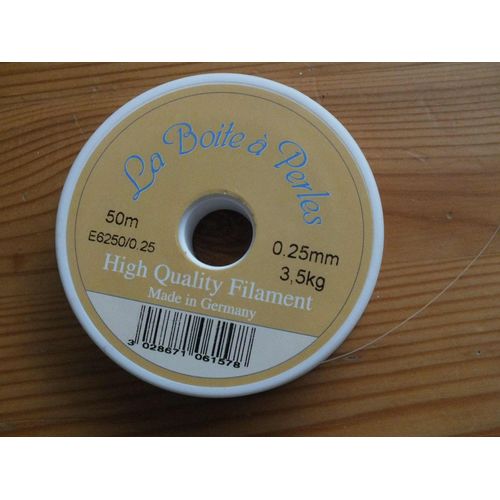 La Boite à Perles
50m
E6250/0.25
0.25mm
3,5kg
High Quality Filament
Made in Germany
3 028671 061578